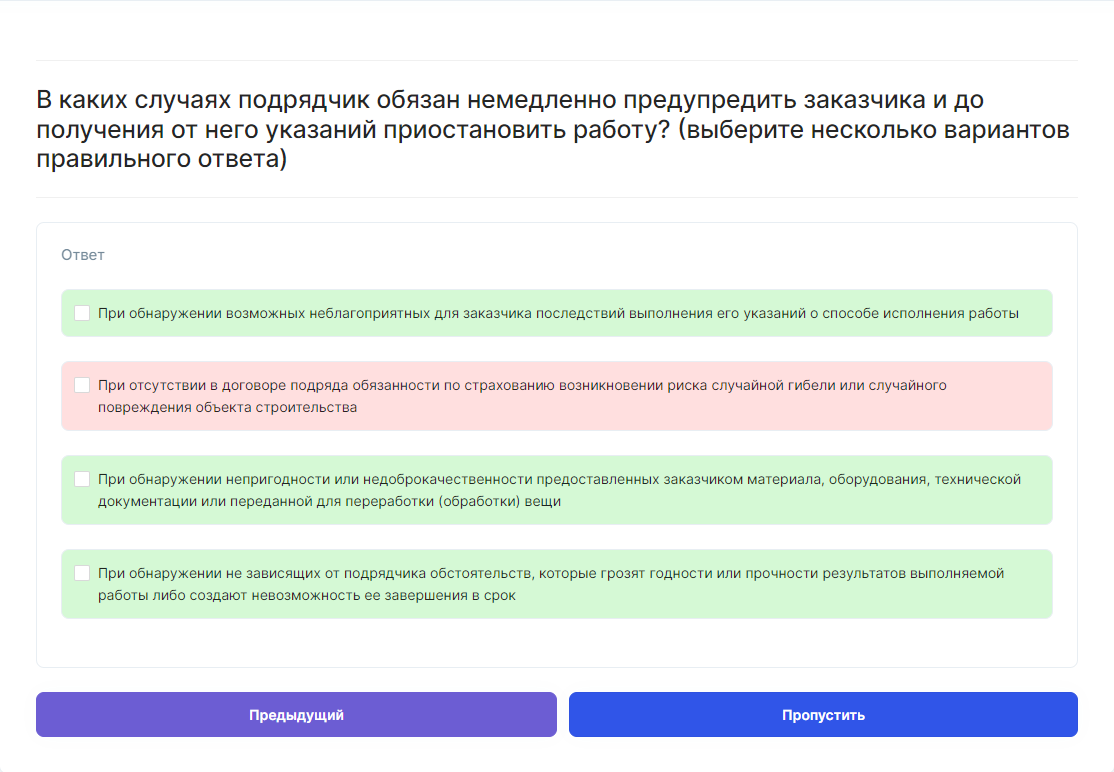 В каких случаях подрядчик обязан немедленно предупредить заказчика и до
получения от него указаний приостановить работу? (выберите несколько вариантов
правильного ответа)
Ответ
При обнаружении возможных неблагоприятных для заказчика последствий выполнения его указаний о способе исполнения работы
При отсутствии в договоре подряда обязанности по страхованию возникновении риска случайной гибели или случайного
повреждения объекта строительства
При обнаружении непригодности или недоброкачественности предоставленных заказчиком материала, оборудования, технической
документации или переданной для переработки (обработки) вещи
При обнаружении не зависящих от подрядчика обстоятельств, которые грозят годности или прочности результатов выполняемой
работы либо создают невозможность ее завершения в срок
Предыдущий
Пропустить